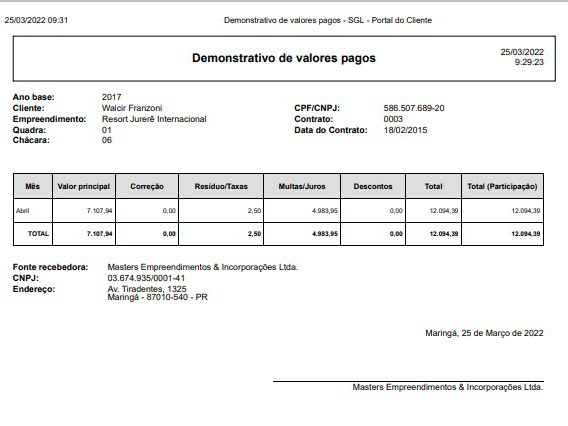 25/03/2022 09:31 Demonstrativo de valores pagos - SGL - Portal do Cliente
Demonstrativo de valores pagos
25/03/2022
9:29:23
Ano base: 2017
Cliente: Walcir Franzoni CPF/CNPJ: 586.507.689-20
Empreendimento: Resort Jurerê Internacional Contrato: 0003
Quadra: 01 Data do Contrato: 18/02/2015
Chácara: 06
Mês Valor principal Correção Resíduo/Taxas Multas/Juros Descontos Total Total (Participação)
Abril 7.107,94 0,00 2,50 4.983,95 0,00 12.094,39 12.094,39
TOTAL 7.107,94 0,00 2,50 4.983,95 0,00 12.094,39 12.094,39
Fonte recebedora: Masters Empreendimentos & Incorporações Ltda.
CNPJ: 03.674.935/0001-41
Endereço: Av. Tiradentes, 1325
Maringá - 87010-540 - PR
Maringá, 25 de Março de 2022
Masters Empreendimentos & Incorporações Ltda.